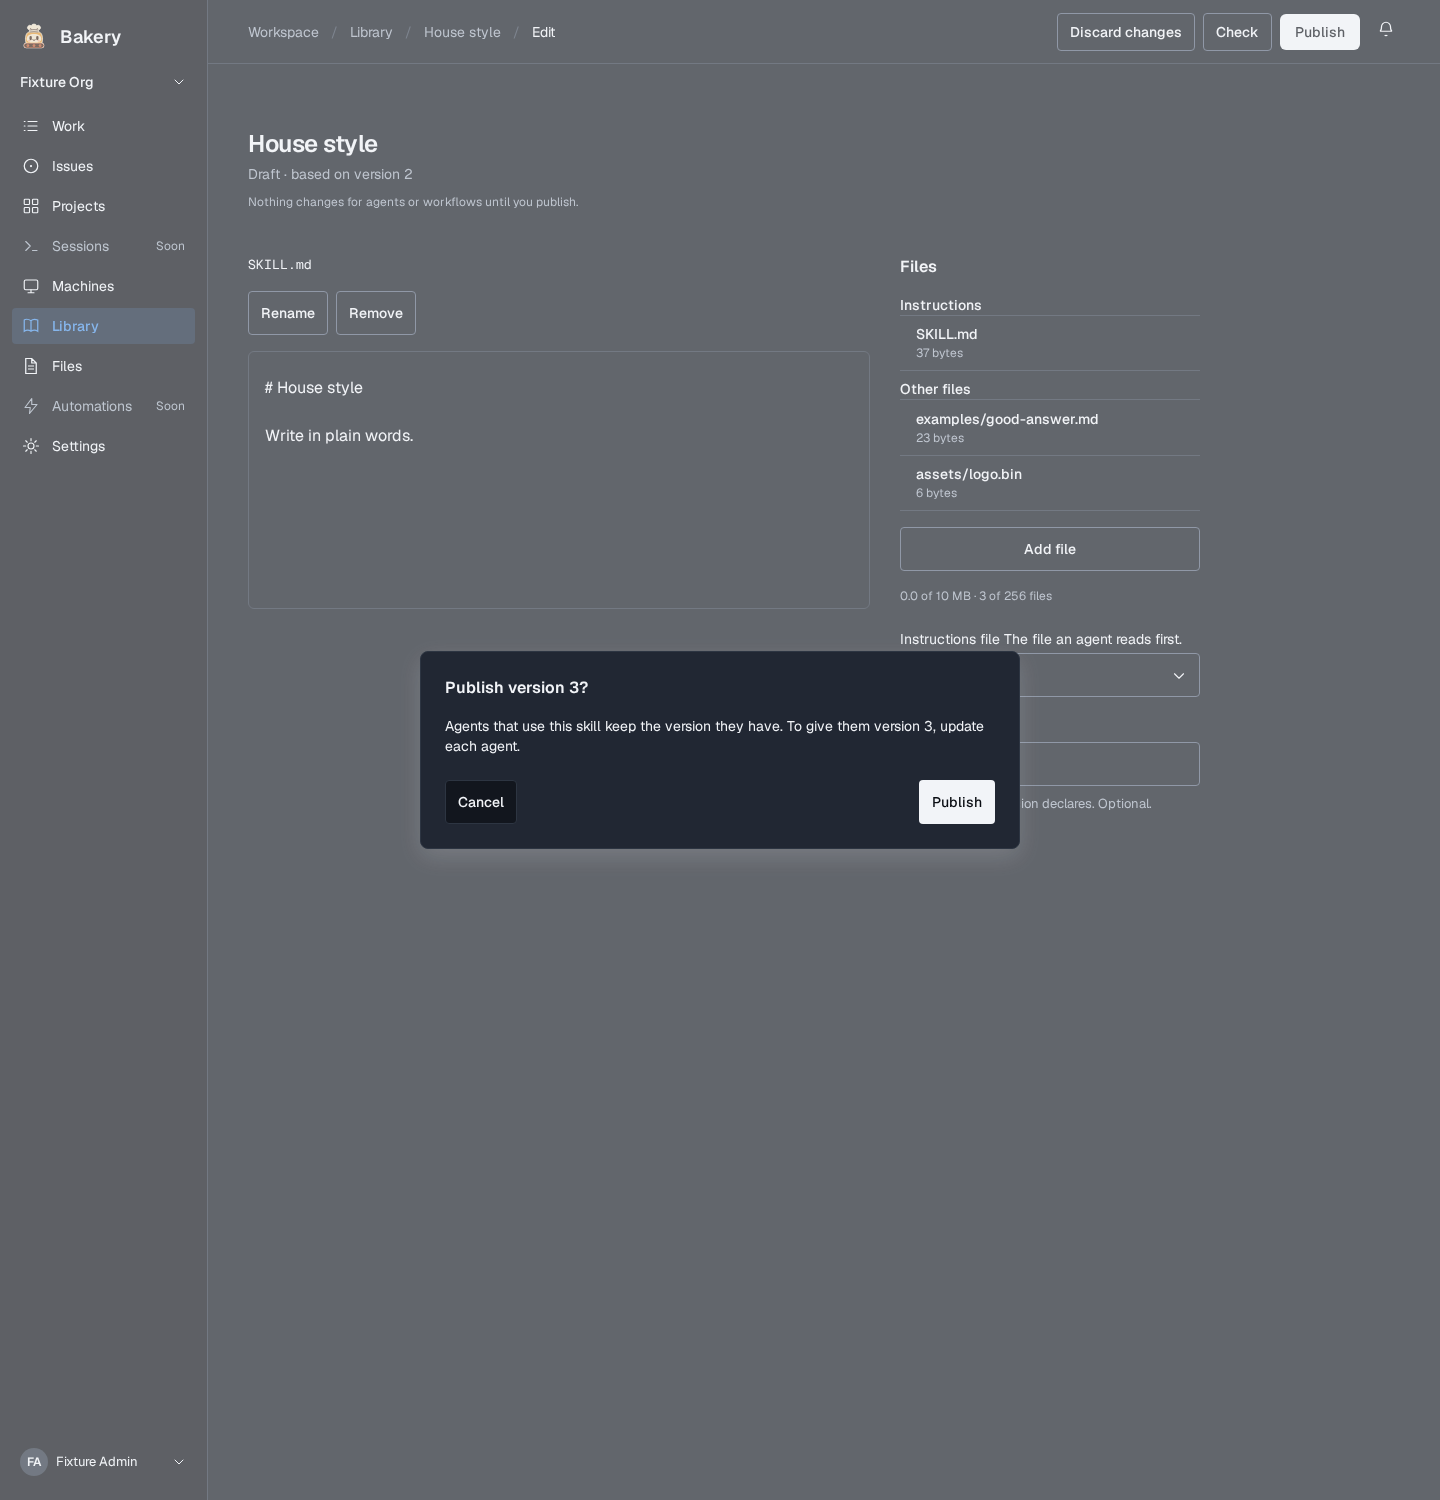 Bakery
Fixture Org
Work
Issues
Projects
Sessions Soon
Machines
Library
Files
Automations Soon
Settings
FA Fixture Admin
Workspace / Library / House style / Edit
Discard changes
Check
Publish
House style
Draft · based on version 2
Nothing changes for agents or workflows until you publish.
SKILL.md
Rename
Remove
# House style
Write in plain words.
Files
Instructions
SKILL.md
37 bytes
Other files
examples/good-answer.md
23 bytes
assets/logo.bin
6 bytes
Add file
0.0 of 10 MB · 3 of 256 files
Instructions file The file an agent reads first.
declares. Optional.
Publish version 3?
Agents that use this skill keep the version they have. To give them version 3, update
each agent.
Cancel
Publish